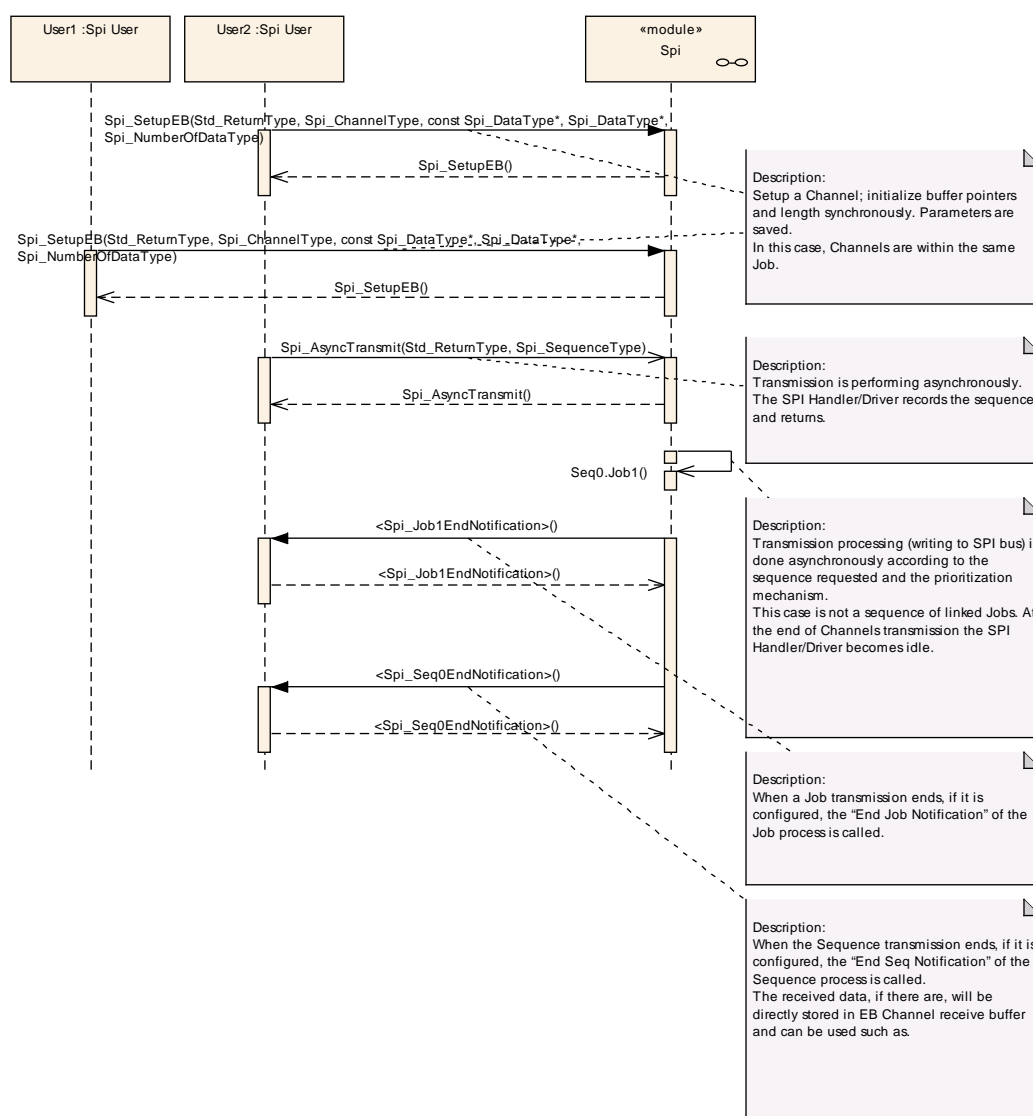 User1 :Spi User
User2 :Spi User
«module»
Spi
Spi_SetupEB(Std_ReturnType, Spi_ChannelType, const Spi_DataType*, Spi_DataType*,
Spi_NumberOfDataType)
Spi_SetupEB()
Description:
Setup a Channel; initialize buffer pointers
and length synchronously. Parameters are
saved.
In this case, Channels are within the same
Job.
Spi_SetupEB(Std_ReturnType, Spi_ChannelType, const Spi_DataType*, Spi_DataType*,
Spi_NumberOfDataType)
Spi_SetupEB()
Spi_AsyncTransmit(Std_ReturnType, Spi_SequenceType)
Spi_AsyncTransmit()
Description:
Transmission is performing asynchronously.
The SPI Handler/Driver records the sequence
and returns.
Seq0.Job1()
Description:
Transmission processing (writing to SPI bus) i
done asynchronously according to the
sequence requested and the prioritization
mechanism.
This case is not a sequence of linked Jobs. At
the end of Channels transmission the SPI
Handler/Driver becomes idle.
<Spi_Job1EndNotification>()
<Spi_Job1EndNotification>()
<Spi_Seq0EndNotification>()
<Spi_Seq0EndNotification>()
Description:
When a Job transmission ends, if it is
configured, the “End Job Notification” of the
Job process is called.
Description:
When the Sequence transmission ends, if it is
configured, the “End Seq Notification” of the
Sequence process is called.
The received data, if there are, will be
directly stored in EB Channel receive buffer
and can be used such as.